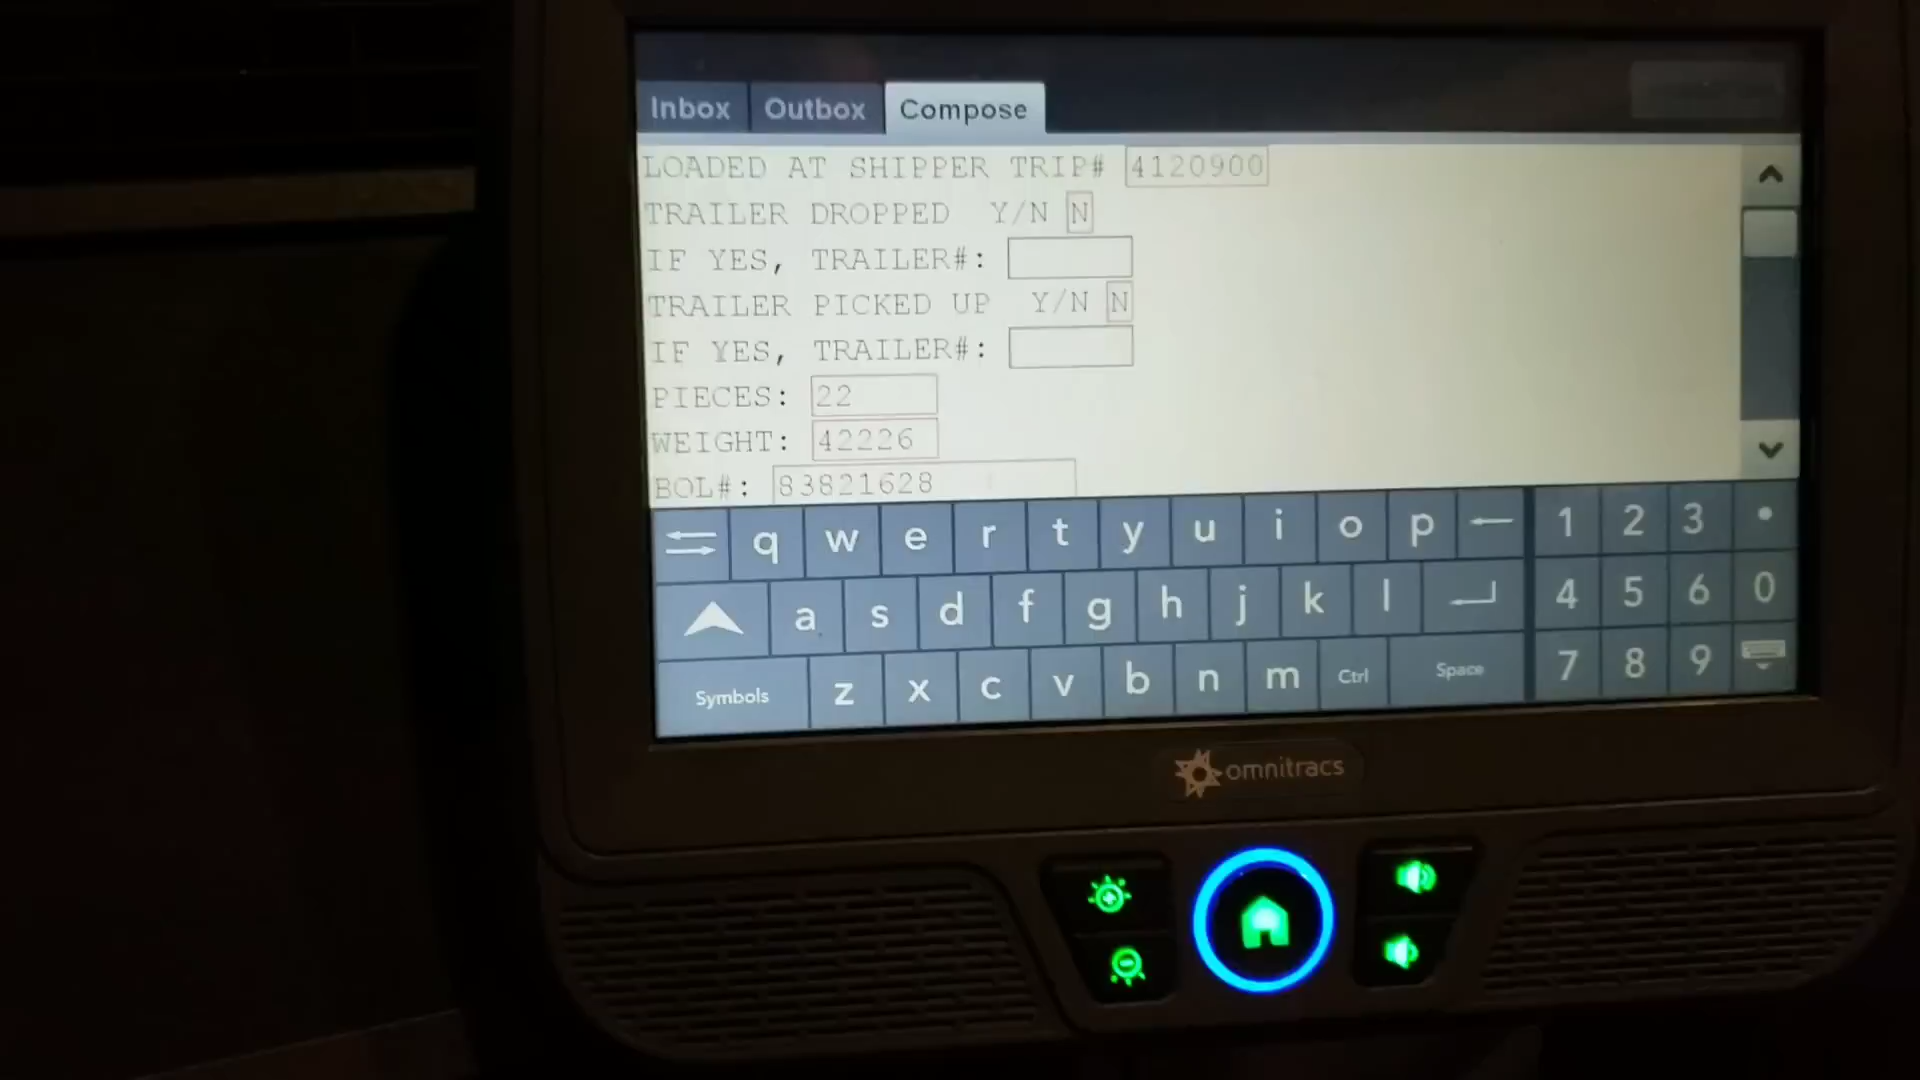 Inbox Outbox Compose
LOADED AT SHIPPER TRIP# 4120900
TRAILER DROPPED Y/N N
IF YES, TRAILER#:
TRAILER PICKED UP Y/N N
IF YES, TRAILER#:
PIECES: 22
WEIGHT: 42226
BOL#: 83821628
q w e r t y u i o p 1 2 3 •
a s d f g h j k l 4 5 6 0
Symbols z x c v b n m Ctrl Space 7 8 9
omnitracs